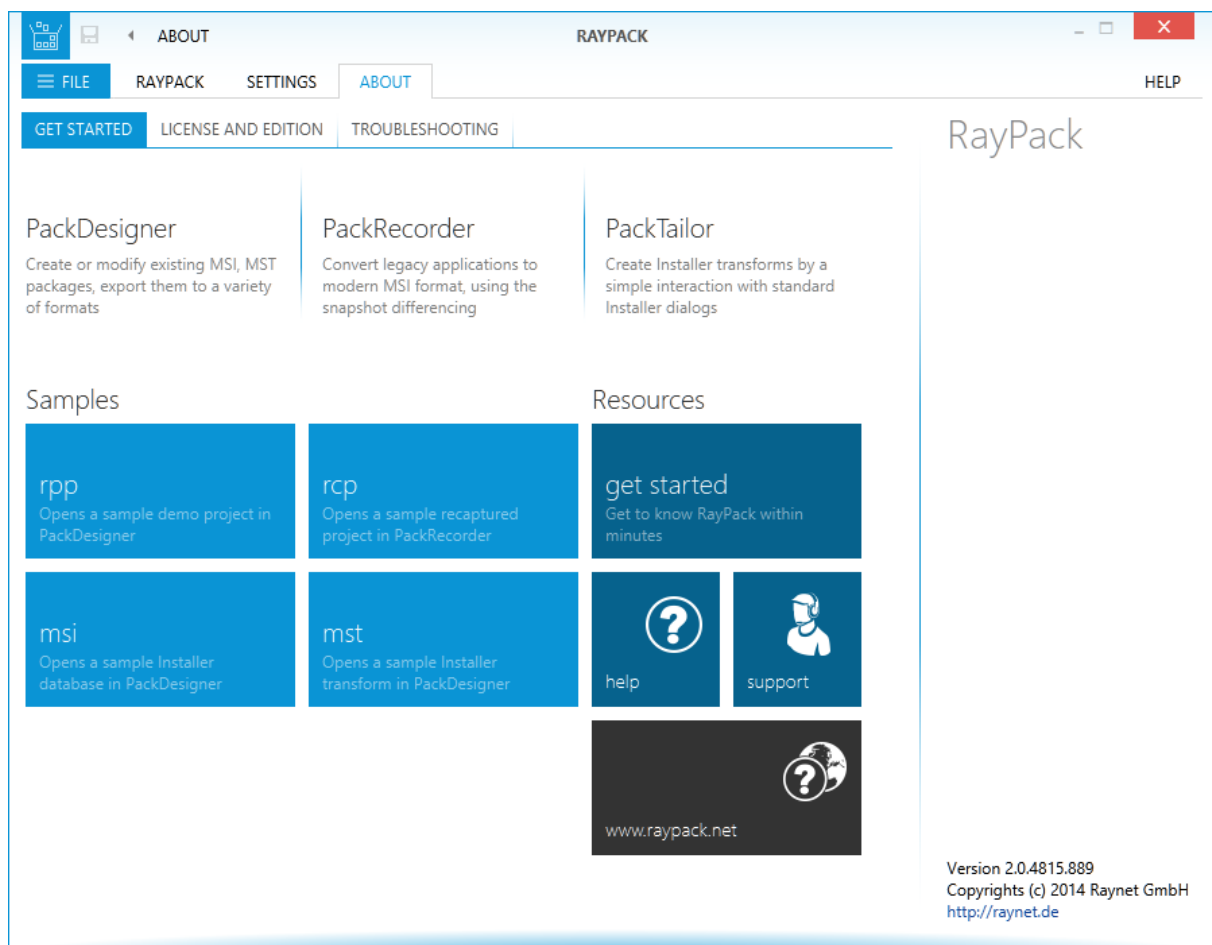 ABOUT
RAYPACK
FILE
RAYPACK
SETTINGS
ABOUT
HELP
GET STARTED
LICENSE AND EDITION
TROUBLESHOOTING
RayPack
PackDesigner
Create or modify existing MSI, MST
packages, export them to a variety
of formats
PackRecorder
Convert legacy applications to
modern MSI format, using the
snapshot differencing
PackTailor
Create Installer transforms by a
simple interaction with standard
Installer dialogs
Samples
rpp
Opens a sample demo project in
PackDesigner
rcp
Opens a sample recaptured
project in PackRecorder
msi
Opens a sample Installer
database in PackDesigner
mst
Opens a sample Installer
transform in PackDesigner
Resources
get started
Get to know RayPack within
minutes
help
support
www.raypack.net
Version 2.0.4815.889
Copyrights (c) 2014 Raynet GmbH
http://raynet.de